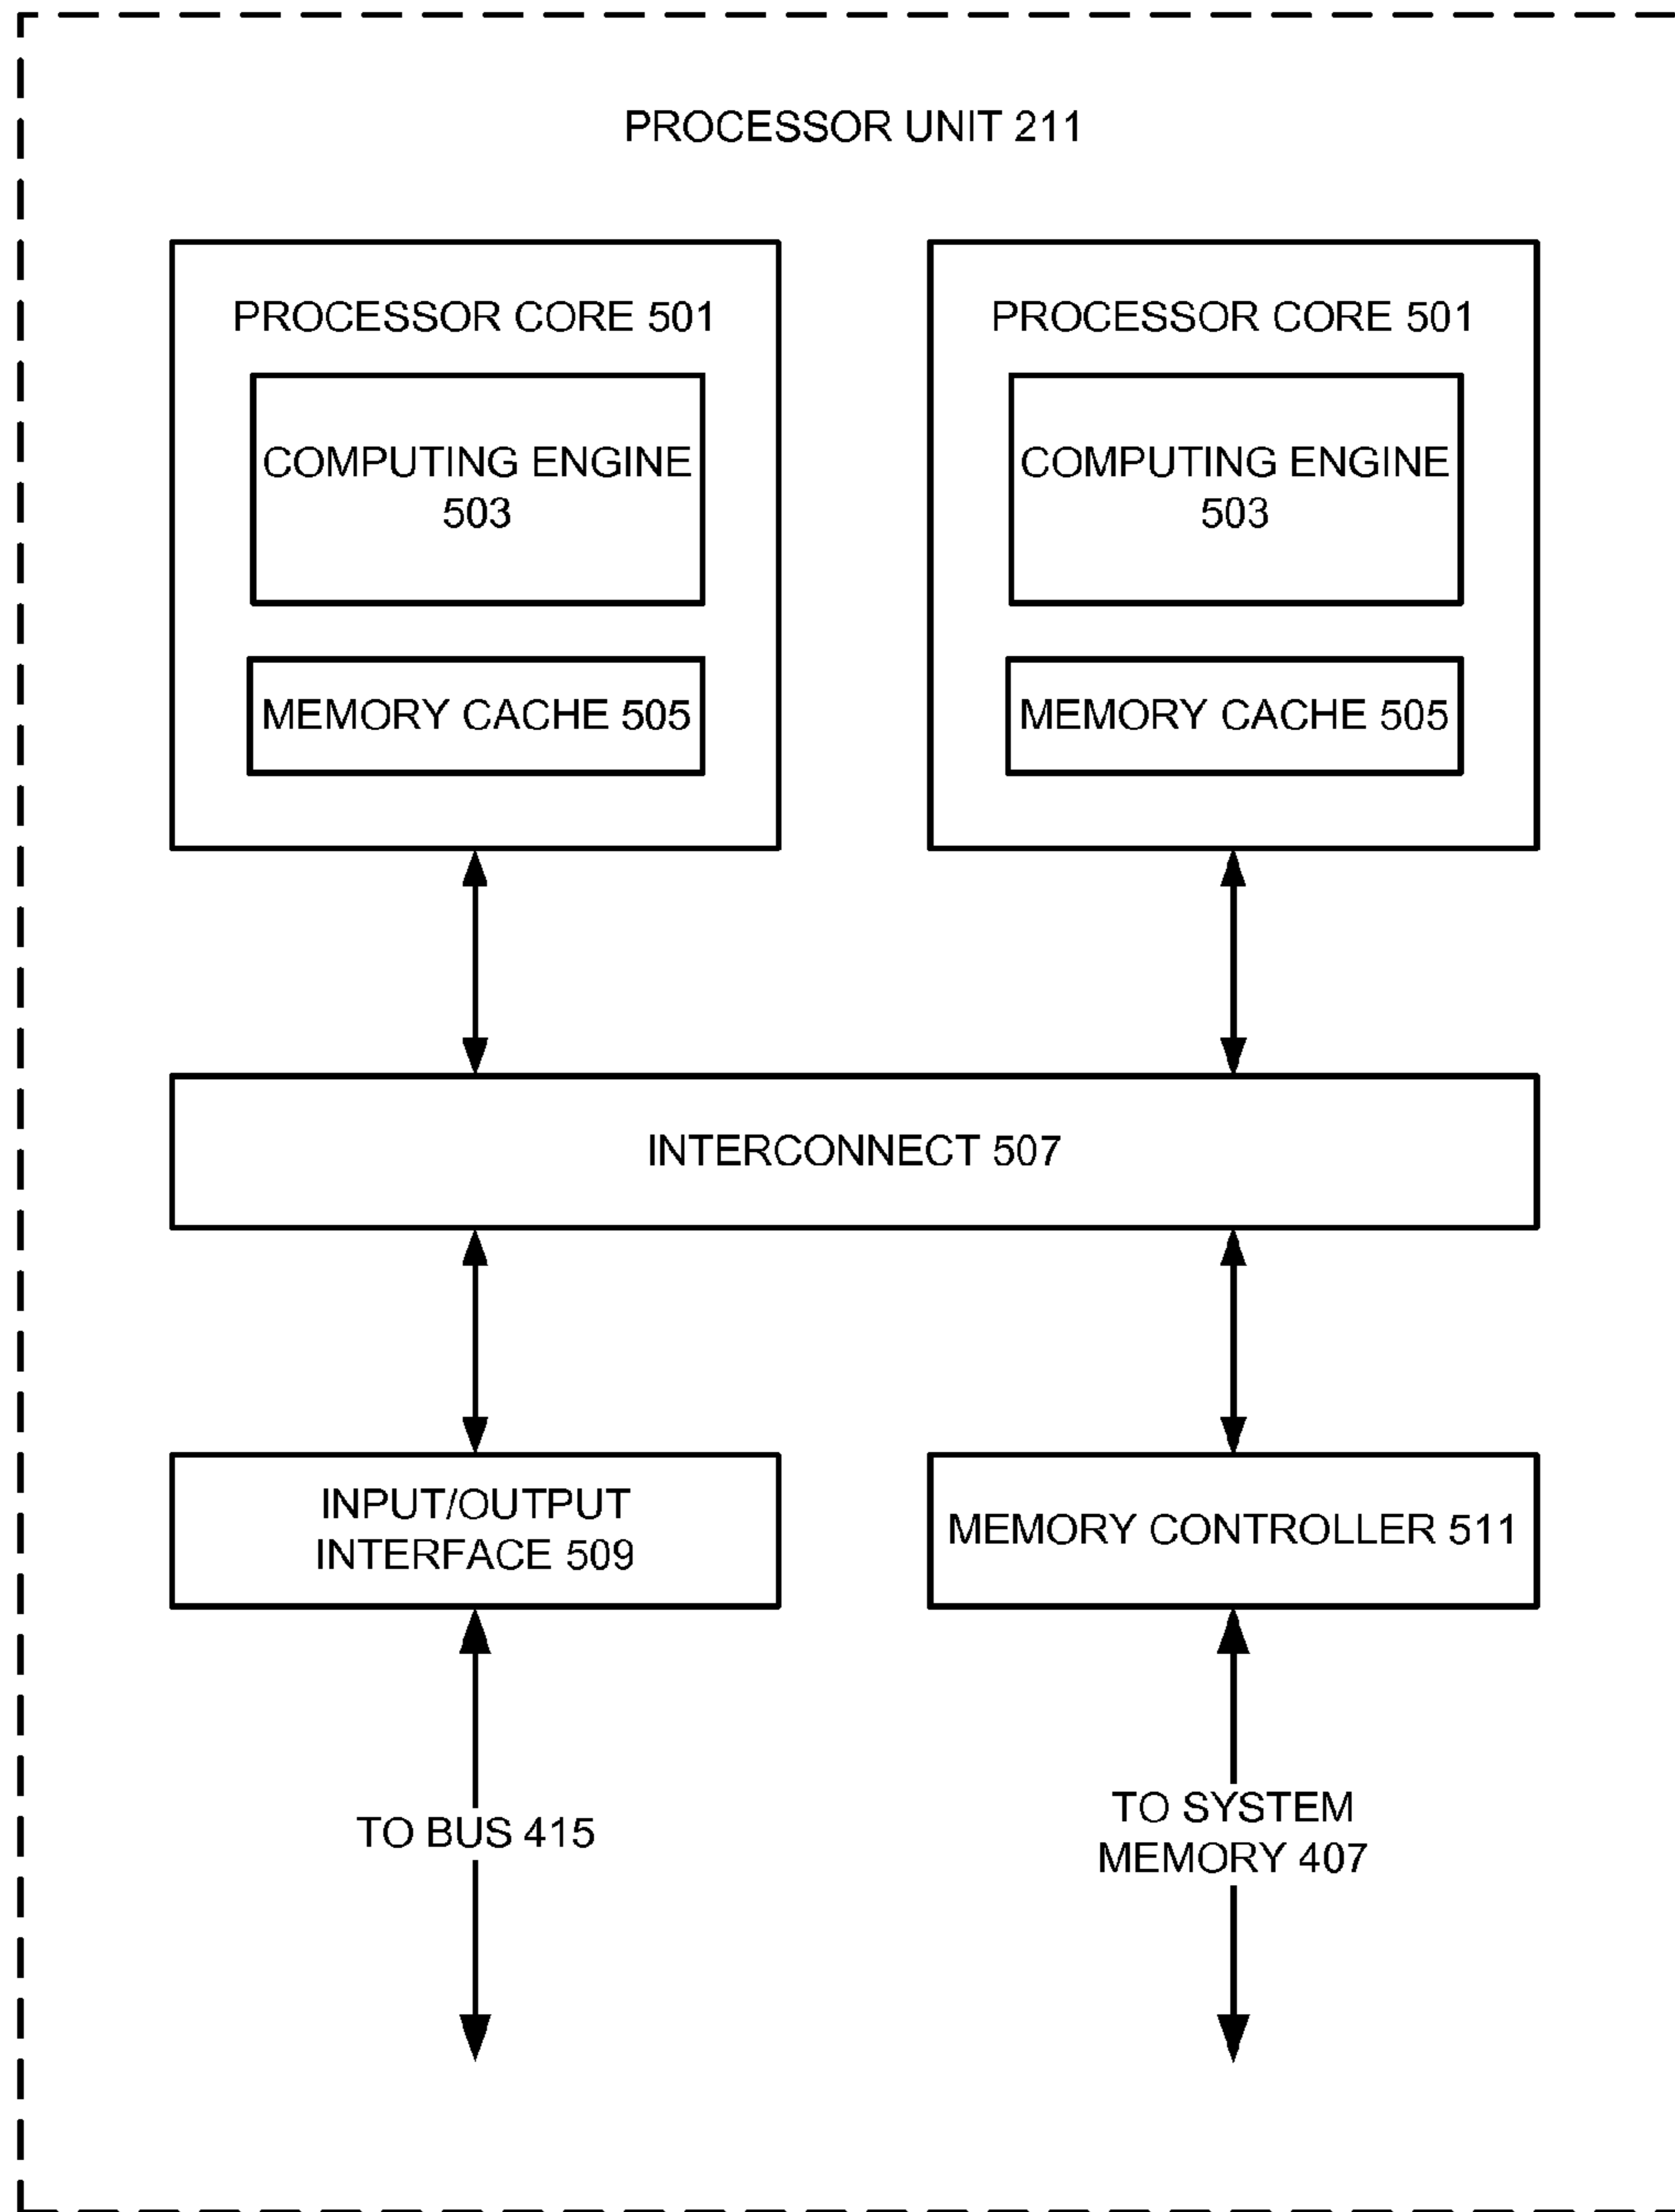 PROCESSOR UNIT 211
PROCESSOR CORE 501
COMPUTING ENGINE
503
MEMORY CACHE 505
PROCESSOR CORE 501
COMPUTING ENGINE
503
MEMORY CACHE 505
INTERCONNECT 507
INPUT/OUTPUT
INTERFACE 509
MEMORY CONTROLLER 511
TO BUS 415
TO SYSTEM
MEMORY 407